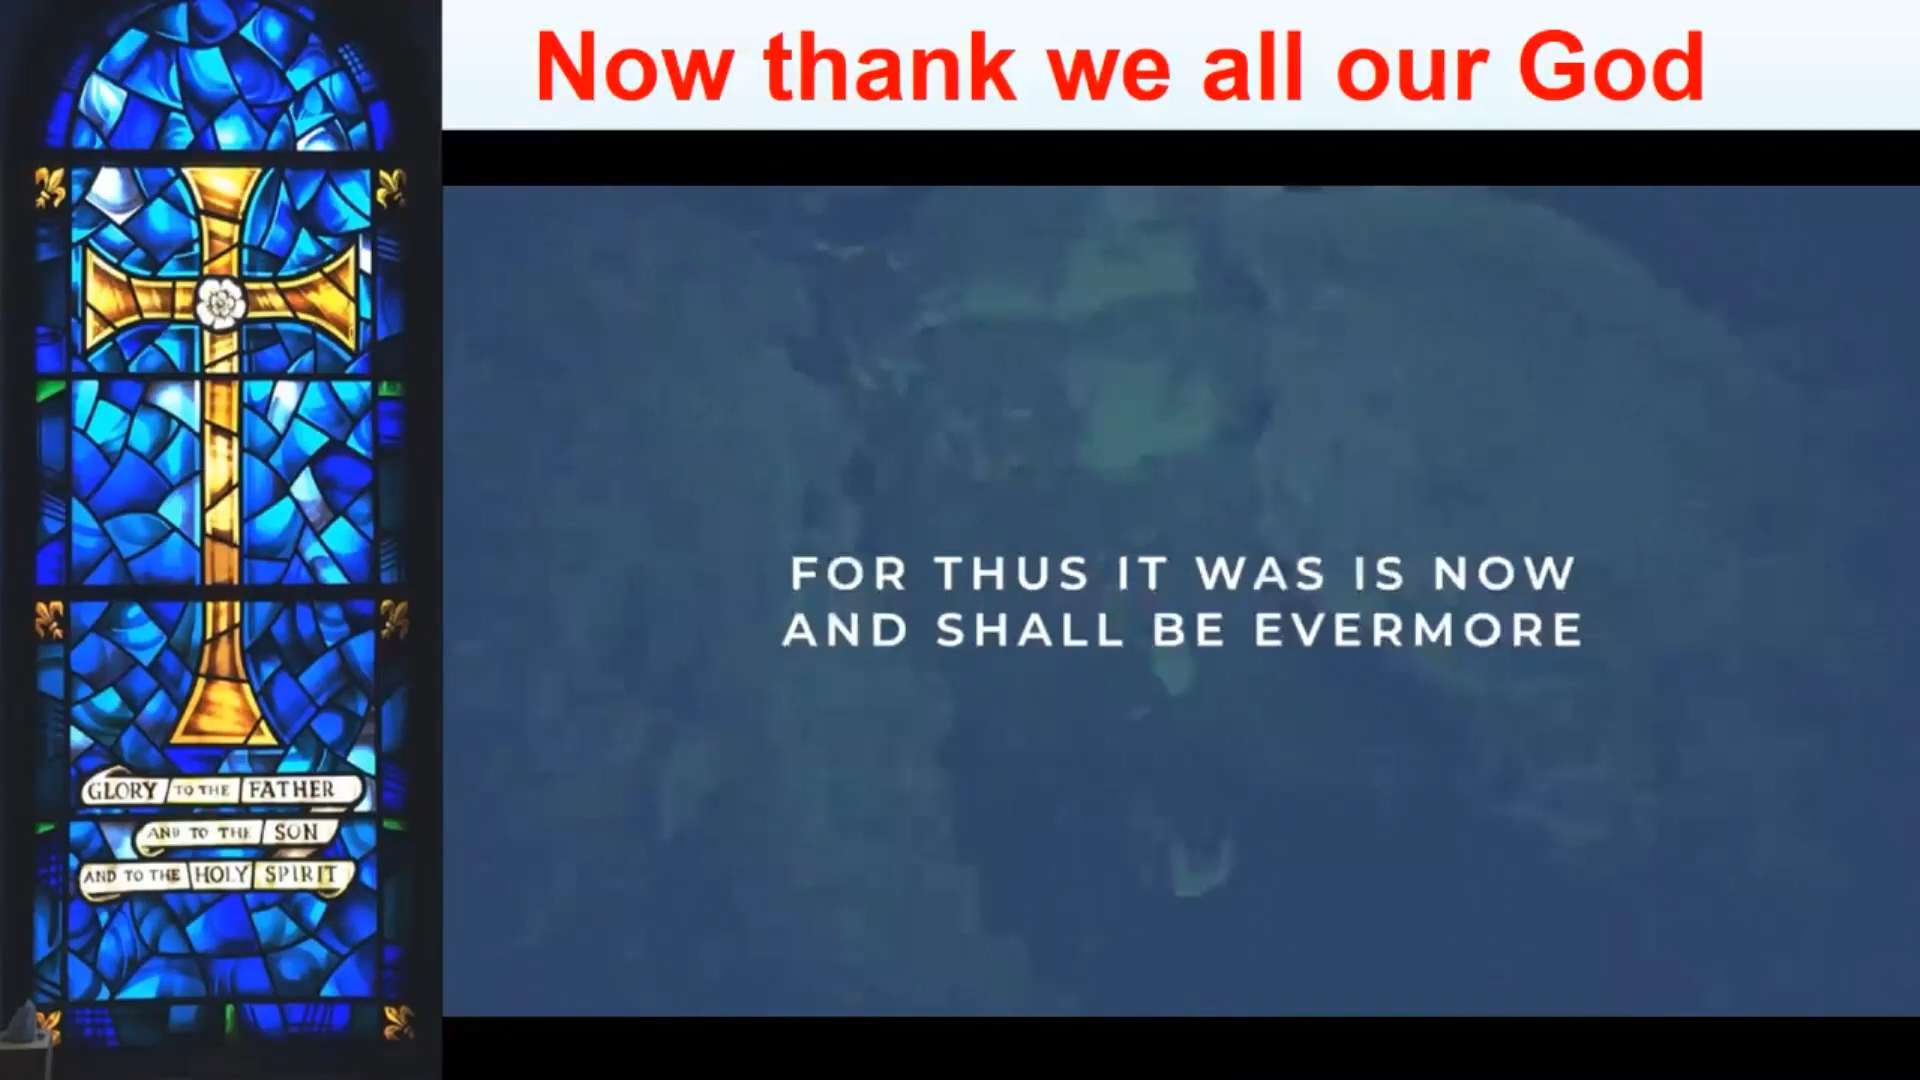 Now thank we all our God
FOR THUS IT WAS IS NOW
AND SHALL BE EVERMORE
GLORY TO THE FATHER
AND TO THE SON
AND TO THE HOLY SPIRIT